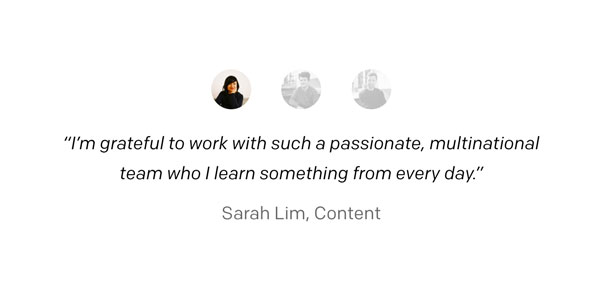 “I’m grateful to work with such a passionate, multinational
team who I learn something from every day.”
Sarah Lim, Content